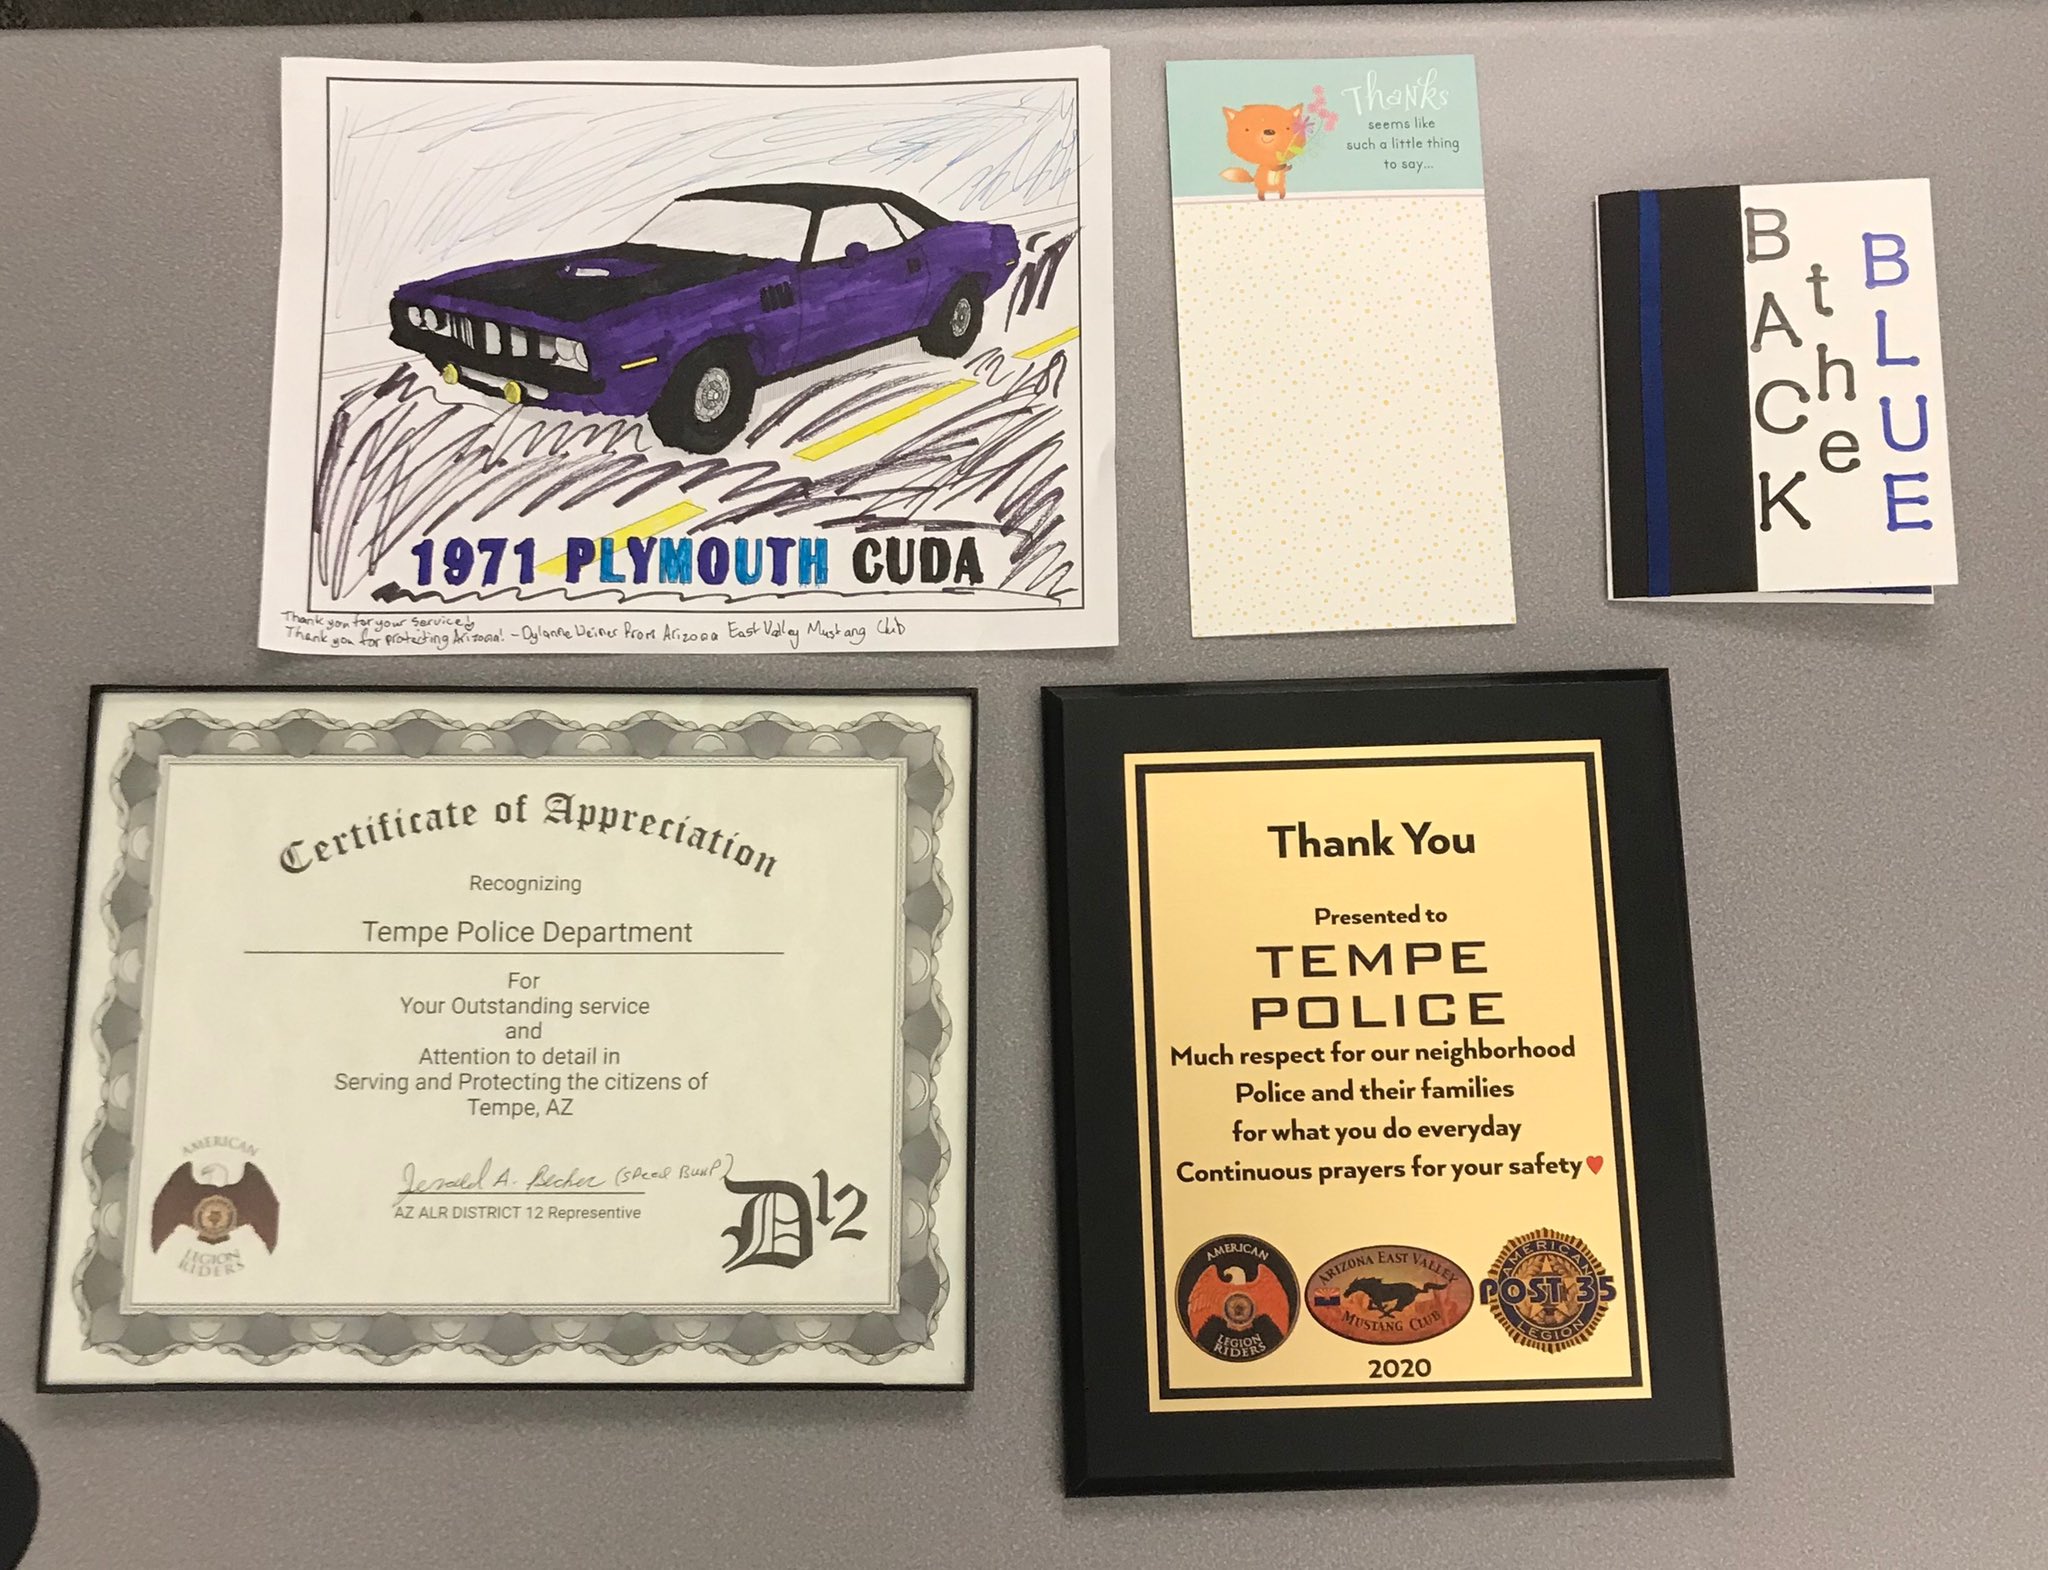 1971 PLYMOUTH CUDA
Thank you for your service!
Thank you for protecting Arizona! - Dylanne Weiner From Arizona East Valley Mustang Club
Thanks
seems like
such a little thing
to say...
BACK
the
BLUE
Certificate of Appreciation
Recognizing
Tempe Police Department
For
Your Outstanding service
and
Attention to detail in
Serving and Protecting the citizens of
Tempe, AZ
Jerald A. Becher (Speed Bump)
AZ ALR DISTRICT 12 Representive
AMERICAN
LEGION
RIDERS
D12
Thank You
Presented to
TEMPE
POLICE
Much respect for our neighborhood
Police and their families
for what you do everyday
Continuous prayers for your safety
AMERICAN
LEGION
RIDERS
ARIZONA EAST VALLEY
MUSTANG CLUB
AMERICAN
POST 35
LEGION
2020